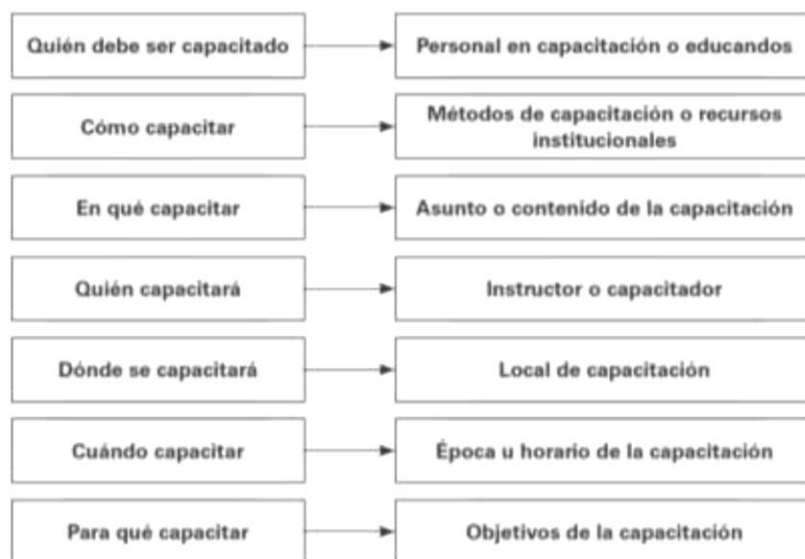 Quién debe ser capacitado
Personal en capacitación o educandos
Cómo capacitar
Métodos de capacitación o recursos
institucionales
En qué capacitar
Asunto o contenido de la capacitación
Quién capacitará
Instructor o capacitador
Dónde se capacitará
Local de capacitación
Cuándo capacitar
Época u horario de la capacitación
Para qué capacitar
Objetivos de la capacitación